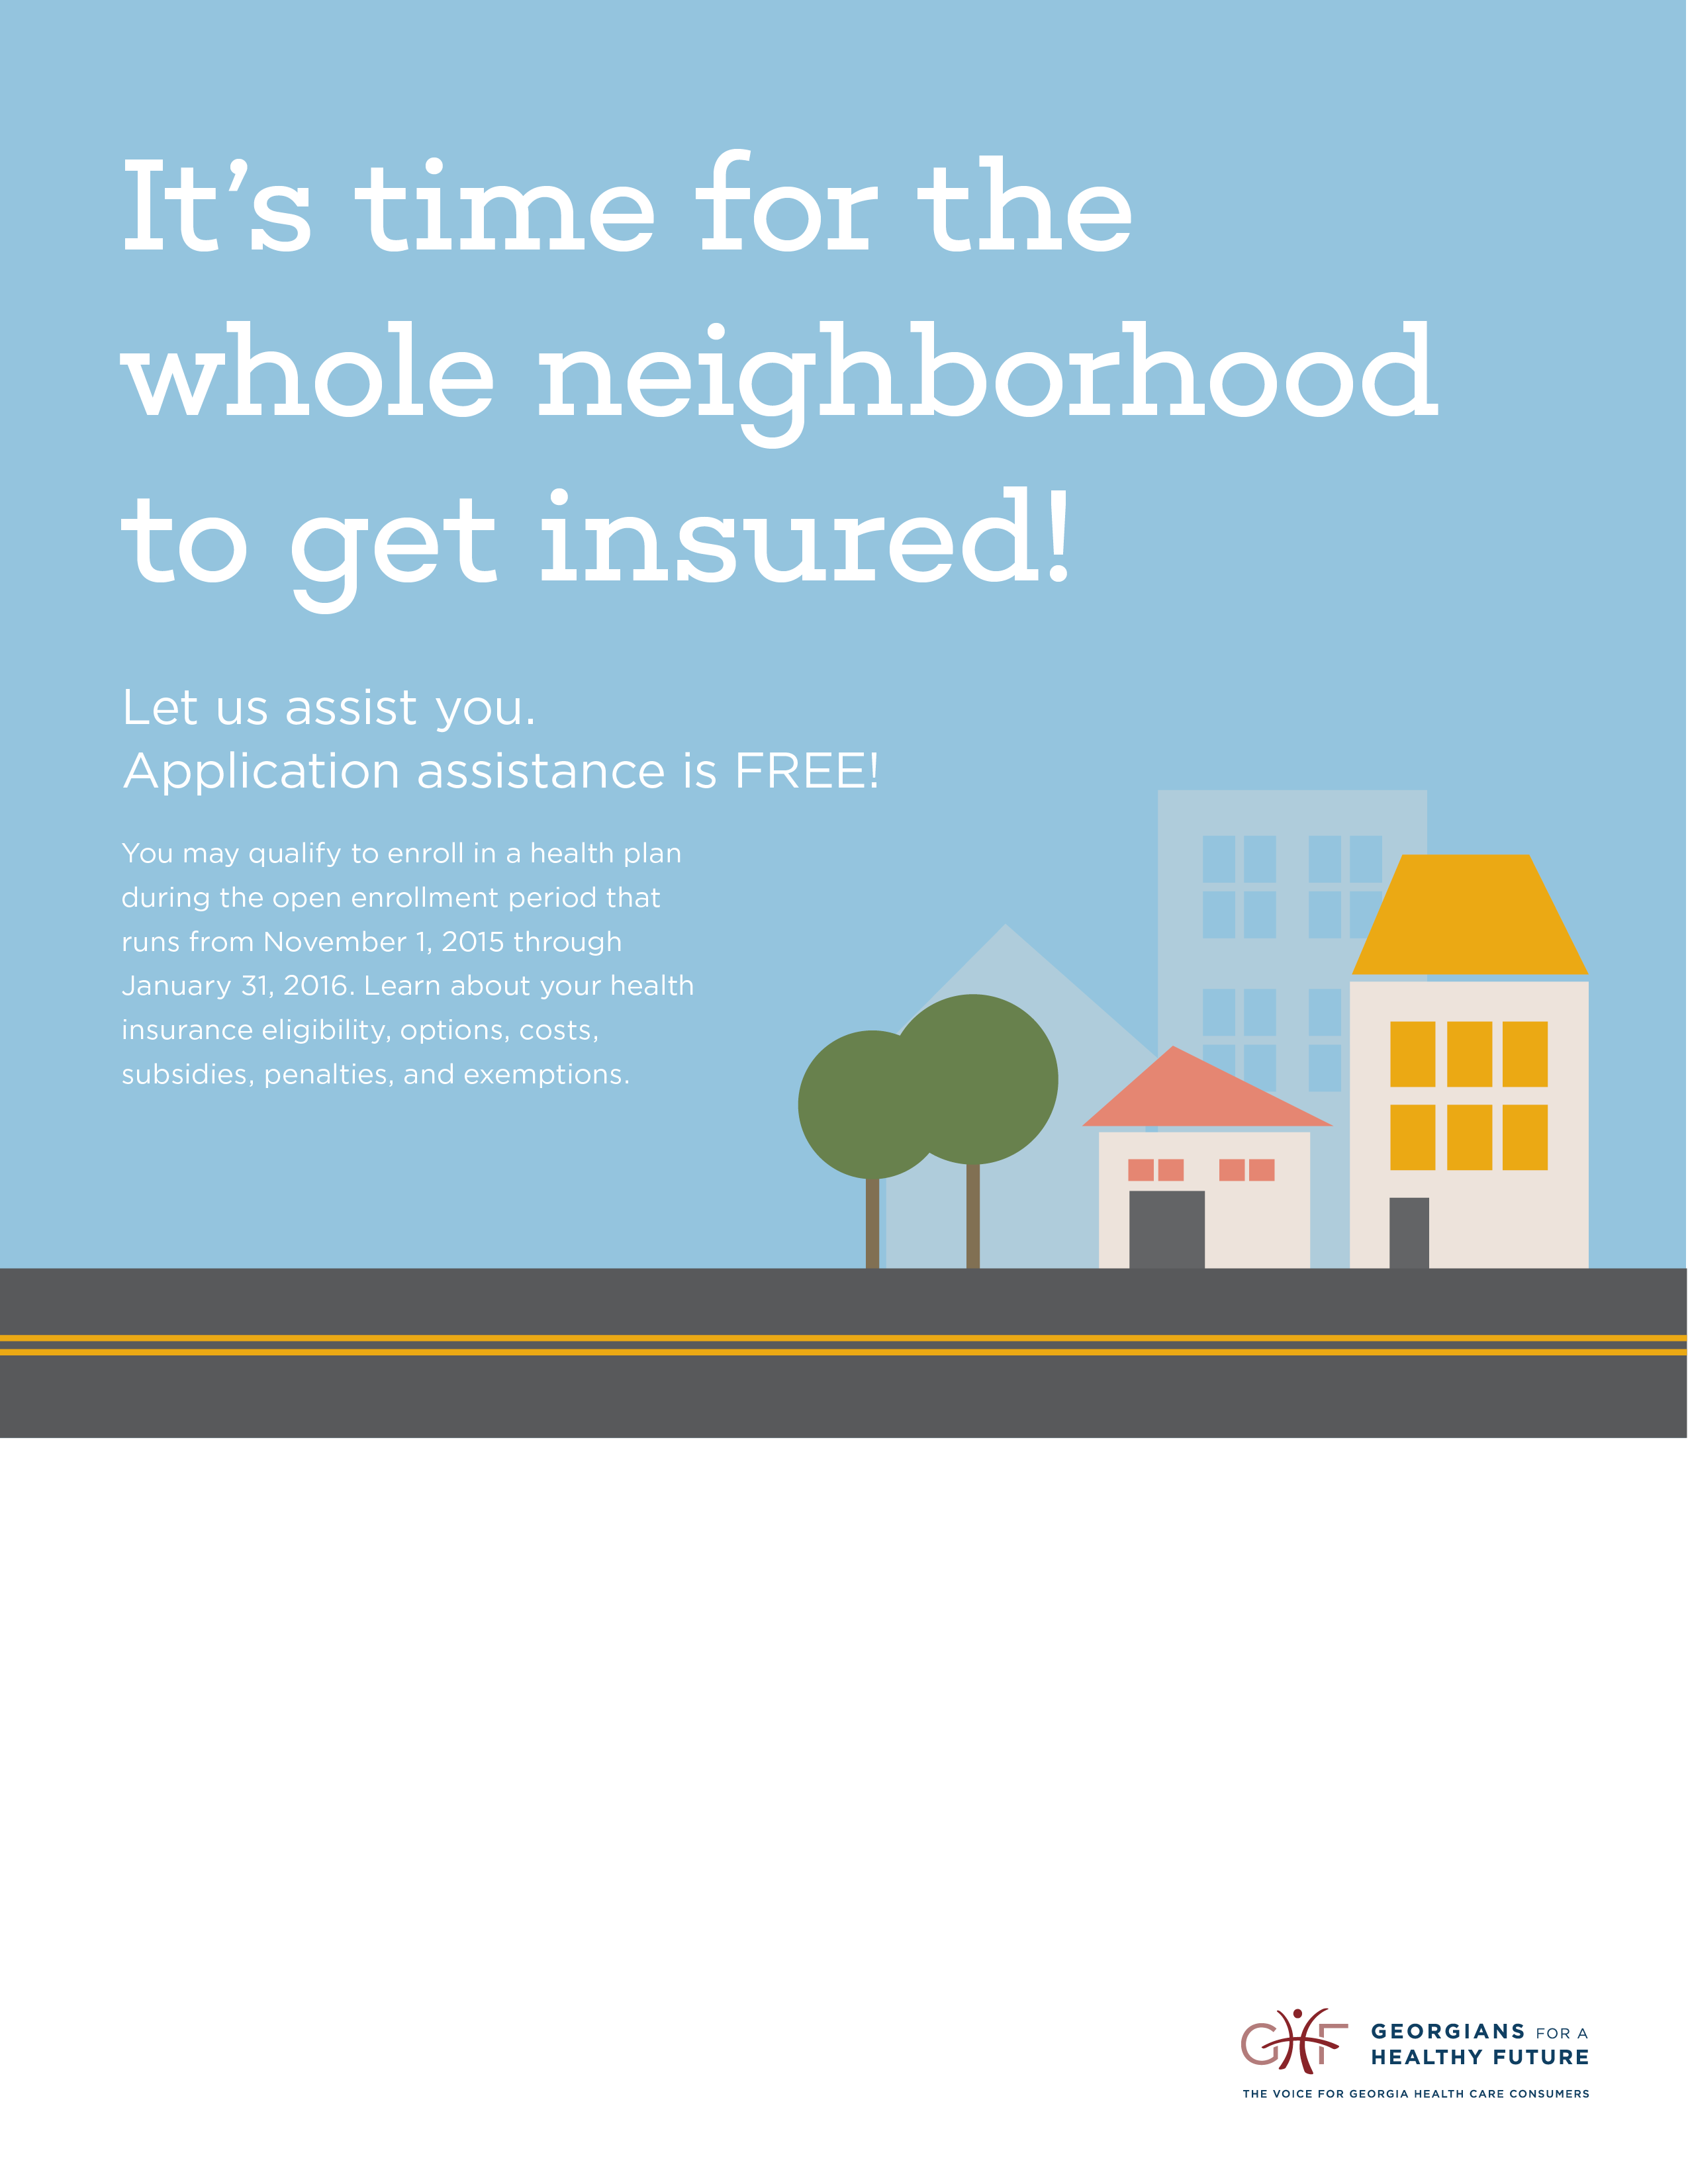 It’s time for the
whole neighborhood
to get insured!
Let us assist you.
Application assistance is FREE!
You may qualify to enroll in a health plan
during the open enrollment period that
runs from November 1, 2015 through
January 31, 2016. Learn about your health
insurance eligibility, options, costs,
subsidies, penalties, and exemptions.
GHF
GEORGIANS FOR A
HEALTHY FUTURE
THE VOICE FOR GEORGIA HEALTH CARE CONSUMERS